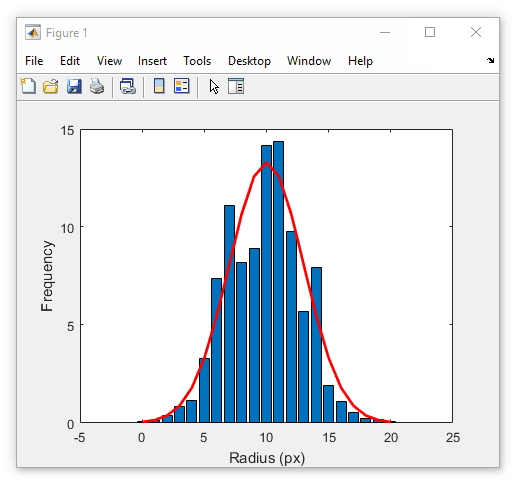 Figure 1
File Edit View Insert Tools Desktop Window Help
15
10
5
0
-5 0 5 10 15 20 25
Frequency
Radius (px)